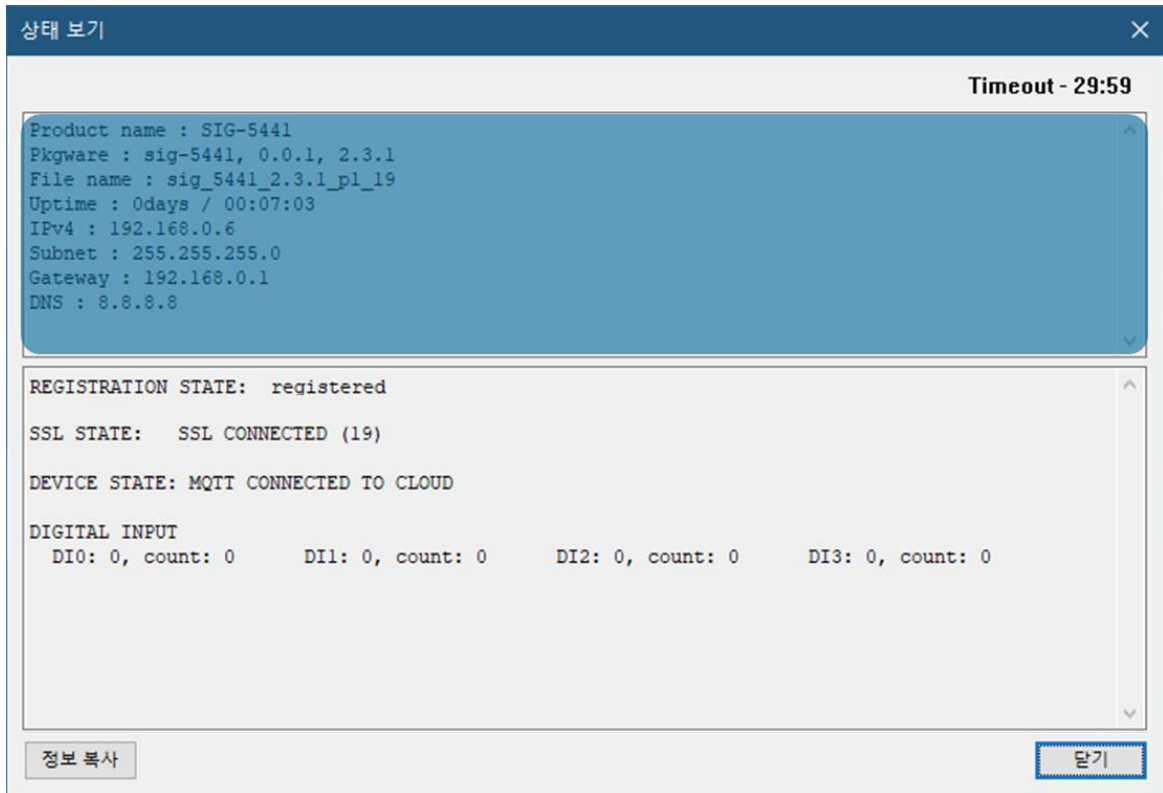 상태 보기
Timeout - 29:59
Product name : SIG-5441
Pkgware : sig-5441, 0.0.1, 2.3.1
File name : sig_5441_2.3.1_p1_19
Uptime : 0days / 00:07:03
IPv4 : 192.168.0.6
Subnet : 255.255.255.0
Gateway : 192.168.0.1
DNS : 8.8.8.8
REGISTRATION STATE:  registered
SSL STATE:   SSL CONNECTED (19)
DEVICE STATE: MQTT CONNECTED TO CLOUD
DIGITAL INPUT
DI0: 0, count: 0      DI1: 0, count: 0      DI2: 0, count: 0      DI3: 0, count: 0
정보 복사 닫기